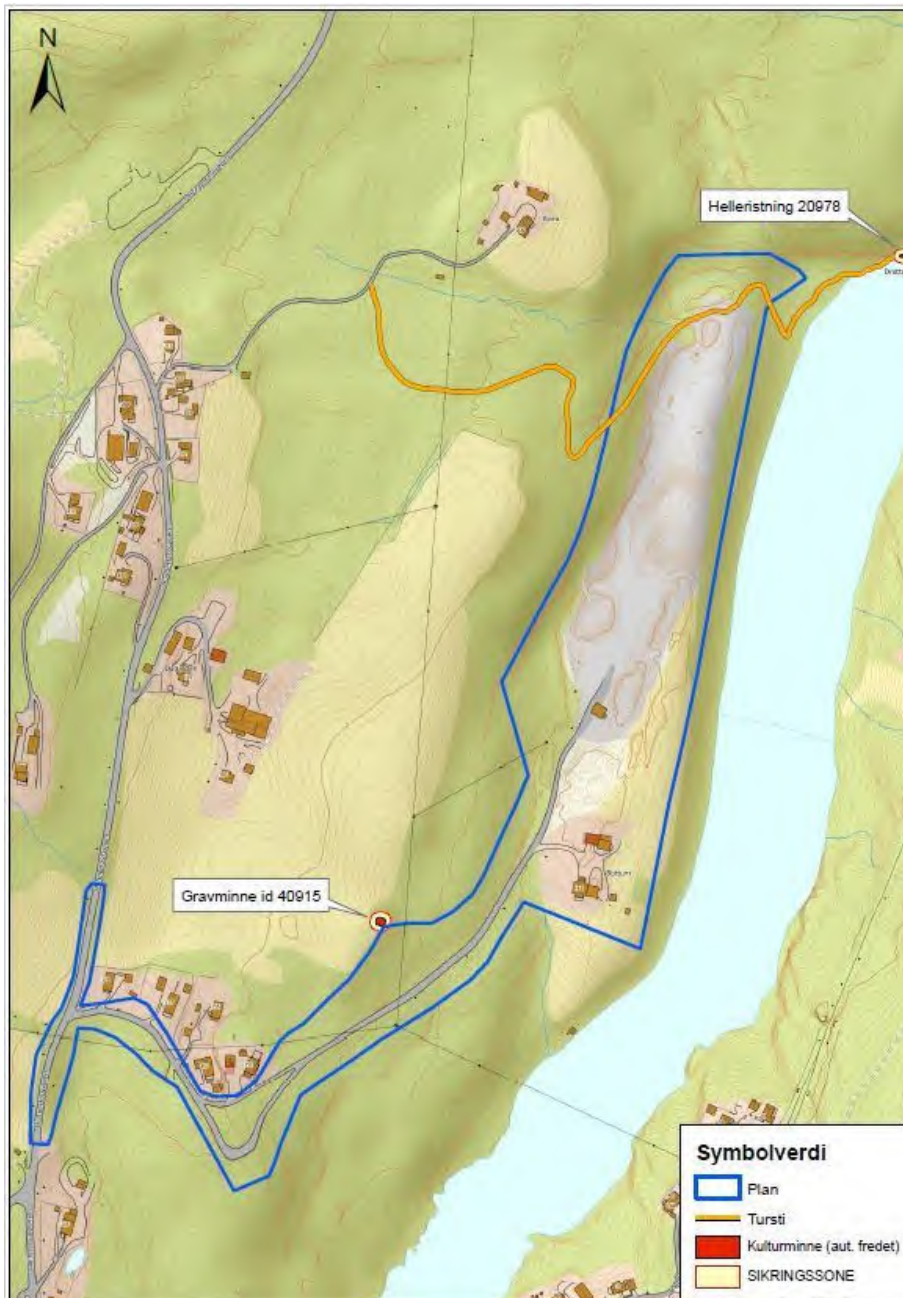 N
Helleristning 20978
Gravminne id 40915
Symbolverdi
Plan
Tursti
Kulturminne (aut. fredet)
SIKRINGSSONE